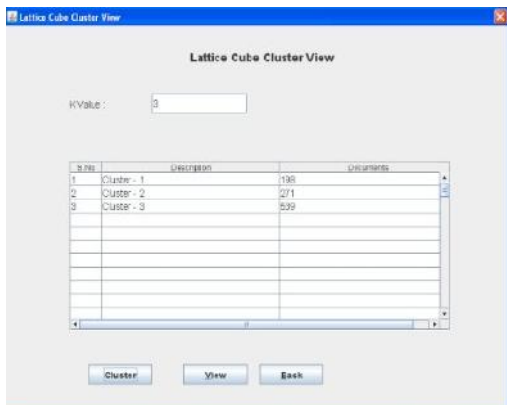 Lattice Cube Cluster View
Lattice Cube Cluster View
KValue : 3
S.No Description Documents
1 Cluster - 1 198
2 Cluster - 2 271
3 Cluster - 3 539
Cluster View Back